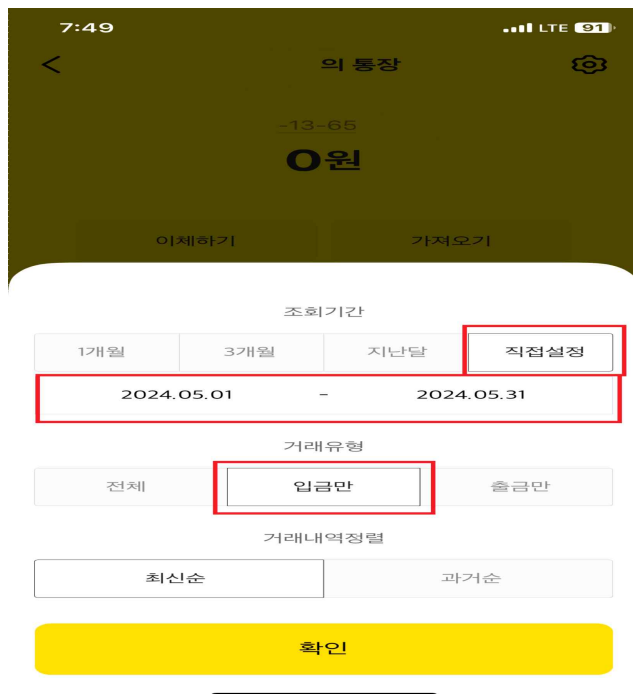 7:49 LTE 91
의 통장
-13-65
0원
이체하기 가져오기
조회기간
1개월 3개월 지난달 직접설정
2024.05.01 - 2024.05.31
거래유형
전체 입금만 출금만
거래내역정렬
최신순 과거순
확인